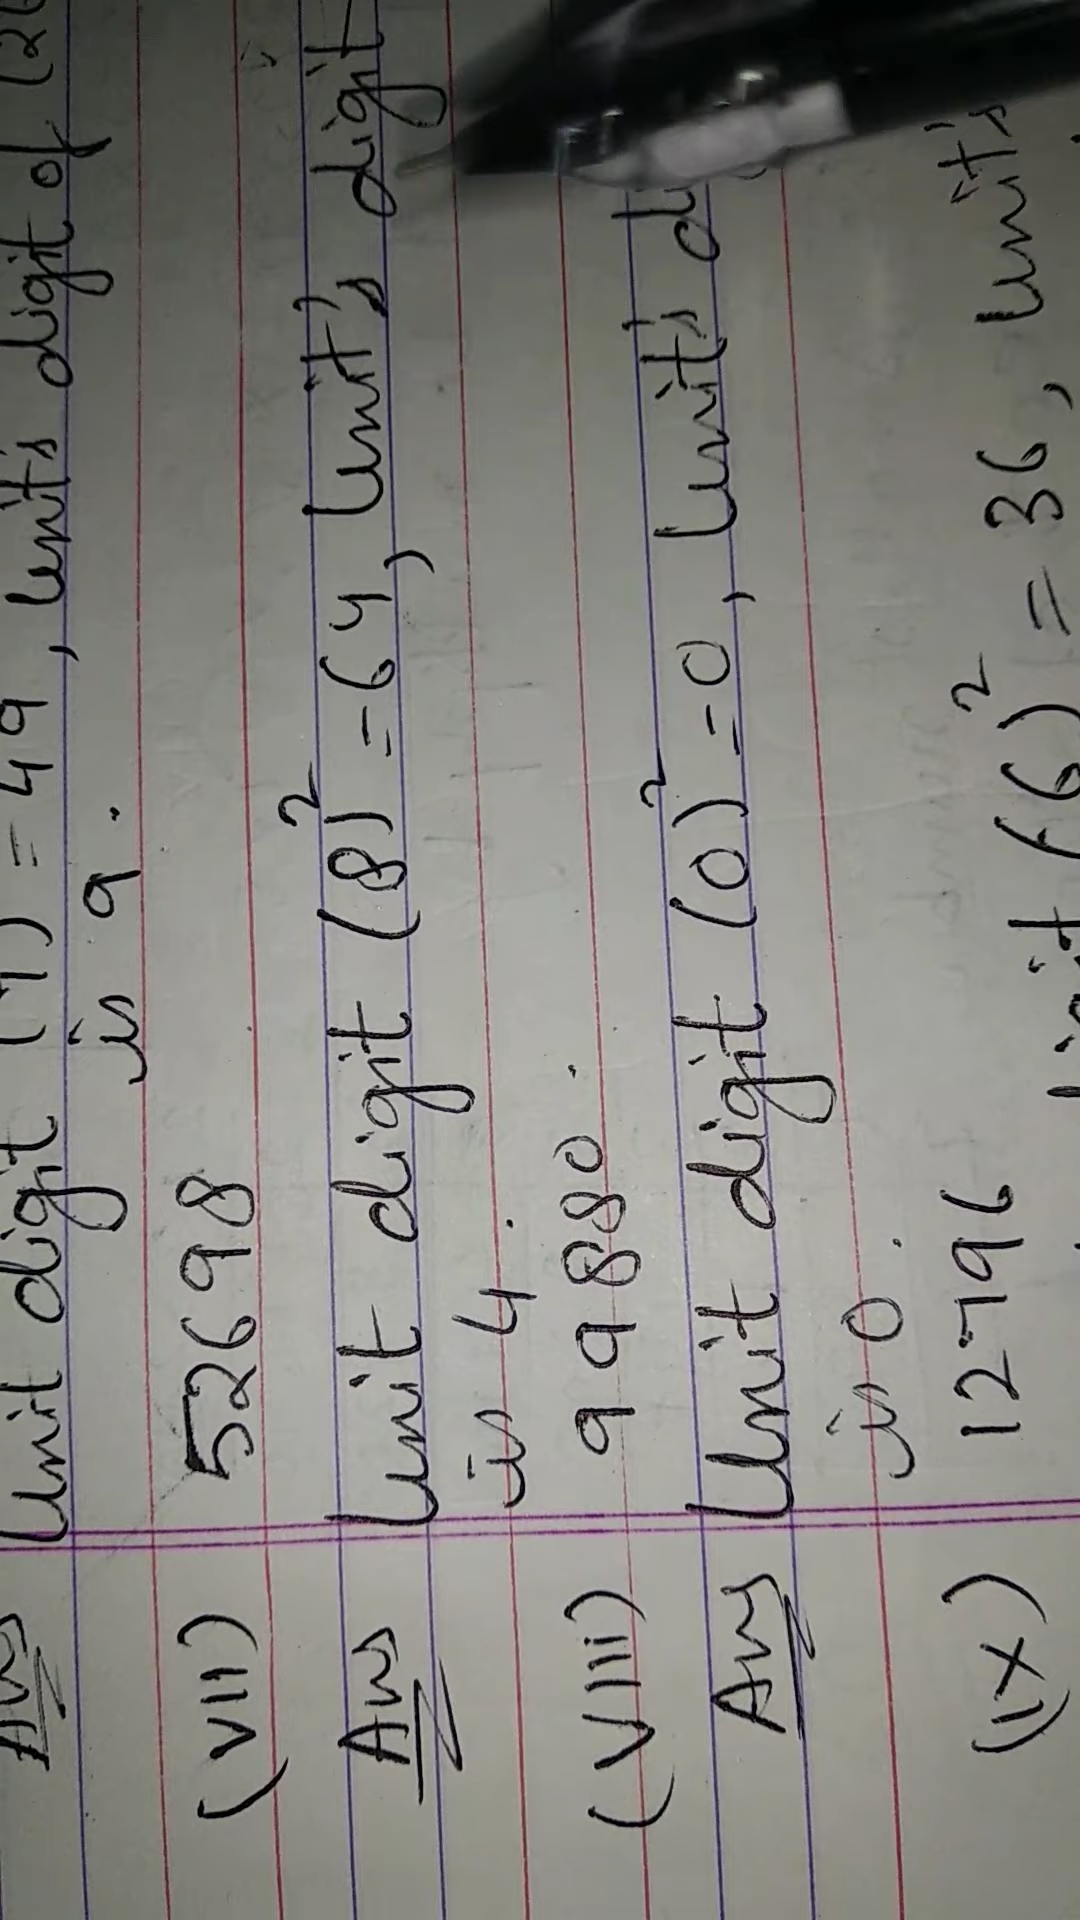 Ans Unit digit (7) = 49, unit's digit of (2
is 9.
(VII) 52698
Ans Unit digit (8)² = 64, Unit's digit
is 4.
(VIII) 99880.
Ans Unit digit (0)² = 0, Unit's
is 0.
(IX) 12796
(6)² = 36, Unit's